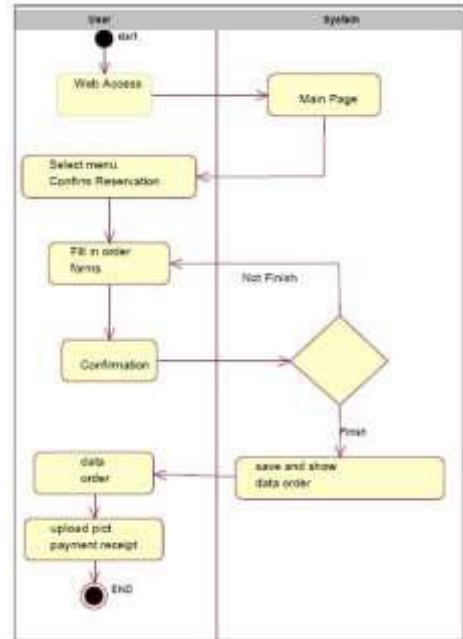 User
System
start
Web Access
Main Page
Select menu
Confirms Reservation
Fill in order
forms
Not Finish
Confirmation
Finish
data
order
save and show
data order
upload pict
payment receipt
END